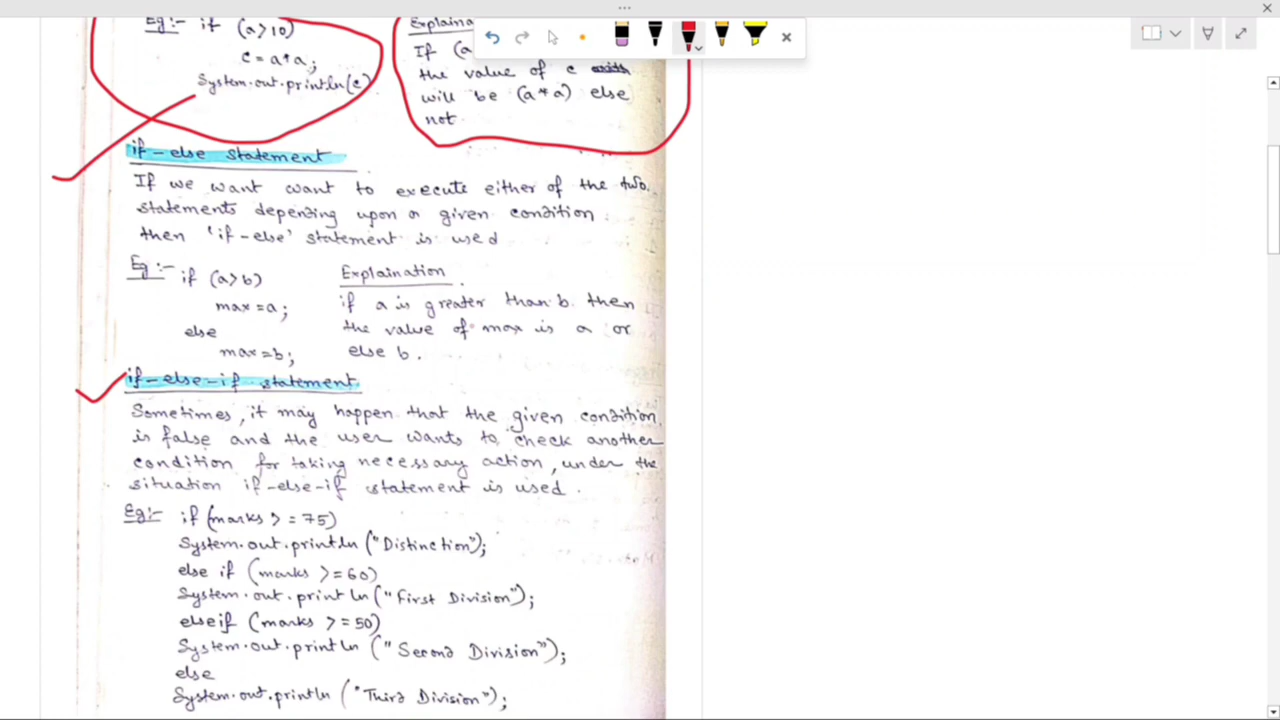 Eg:- if (a>10)
c = a*a;
System.out.println(c)
Explaina
If (a
the value of c
will be (a*a) else
not
if-else statement
If we want want to execute either of the two
statements depending upon a given condition
then 'if-else' statement is used
Eg:- if (a>b)
max=a;
else
max=b;
Explaination
if a is greater than b then
the value of max is a or
else b.
if-else-if statement
Sometimes, it may happen that the given condition
is false and the user wants to check another
condition for taking necessary action, under the
situation if-else-if statement is used.
Eg:- if (marks >= 75)
System.out.println ("Distinction");
else if (marks >= 60)
System.out.println ("First Division");
elseif (marks >= 50)
System.out.println ("Second Division");
else
System.out.println ("Third Division");